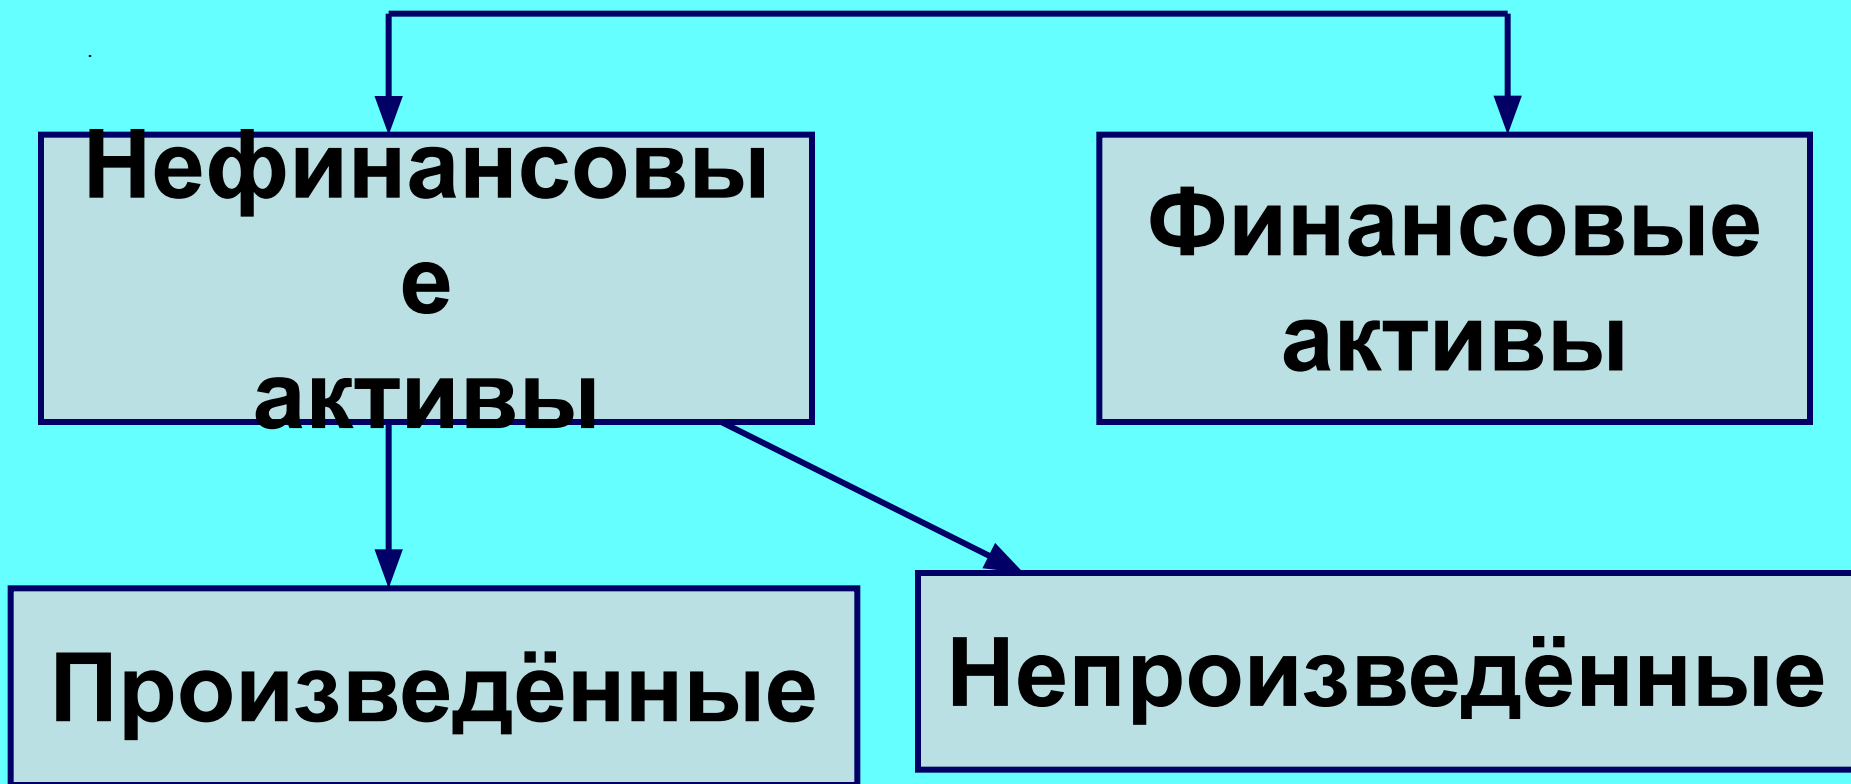 Нефинансовы
е
активы
Финансовые
активы
Произведённые
Непроизведённые